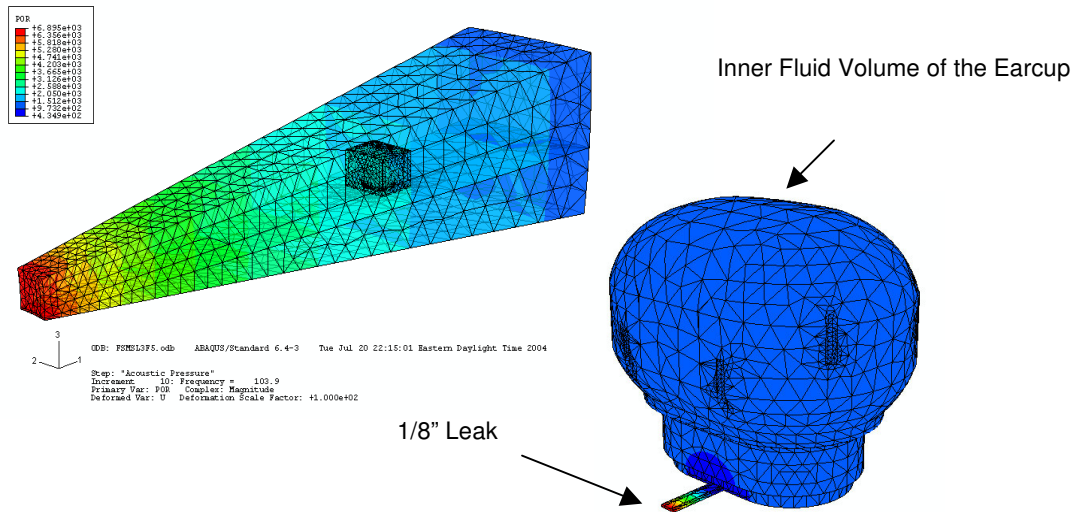 POR
+6.895e+03
+6.356e+03
+5.818e+03
+5.280e+03
+4.741e+03
+4.203e+03
+3.665e+03
+3.126e+03
+2.588e+03
+2.050e+03
+1.512e+03
+9.732e+02
+4.349e+02
Inner Fluid Volume of the Earcup
3
2 1
ODB: FSMSL3F5.odb ABAQUS/Standard 6.4-3 Tue Jul 20 22:15:01 Eastern Daylight Time 2004
Step: "Acoustic Pressure"
Increment 10: Frequency = 103.9
Primary Var: POR Complex: Magnitude
Deformed Var: U Deformation Scale Factor: +1.000e+02
1/8” Leak